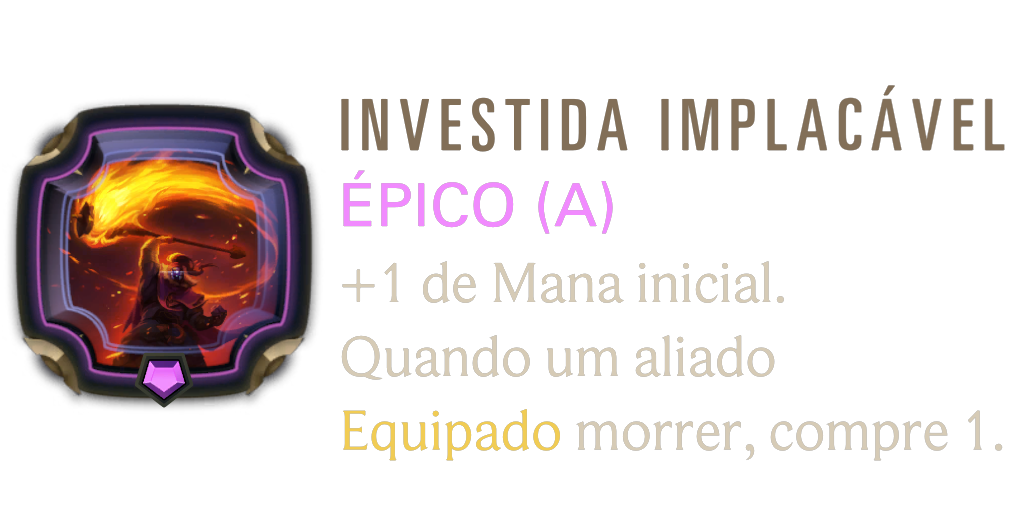 INVESTIDA IMPLACÁVEL
ÉPICO (A)
+1 de Mana inicial.
Quando um aliado
Equipado morrer, compre 1.